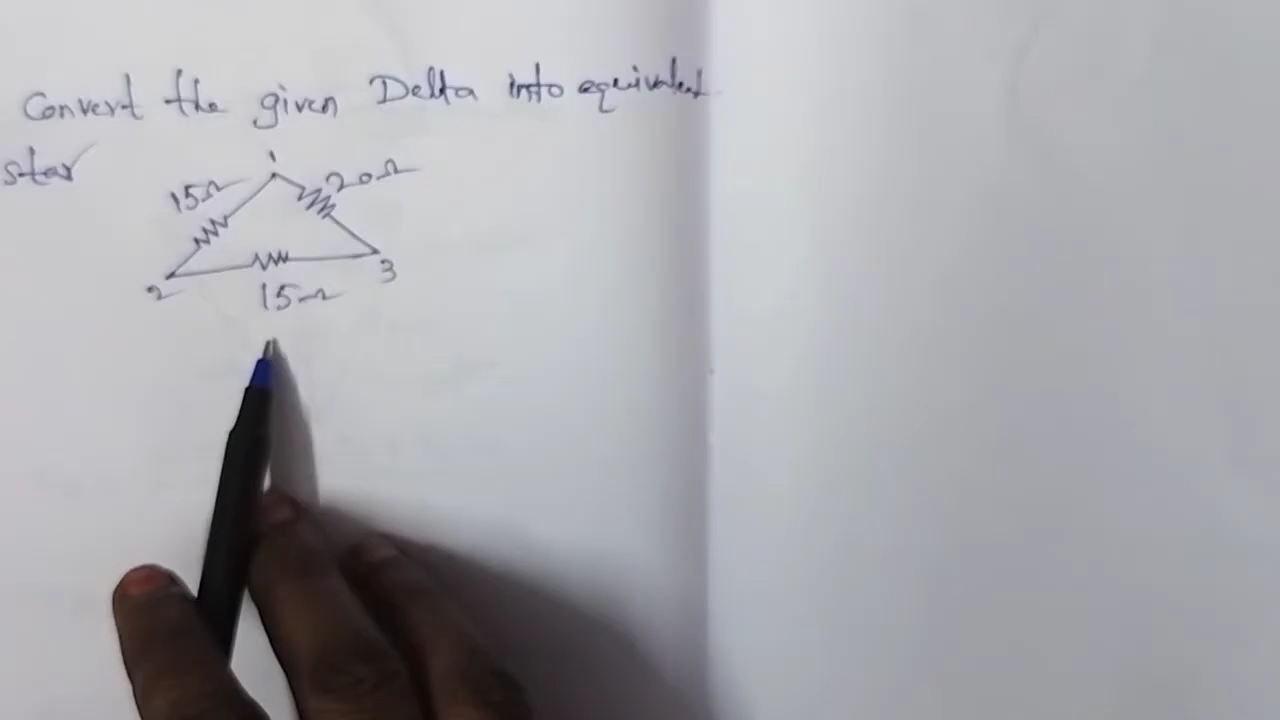 Convert the given Delta into equivalent
star
1
15Ω 20Ω
2 3
15Ω